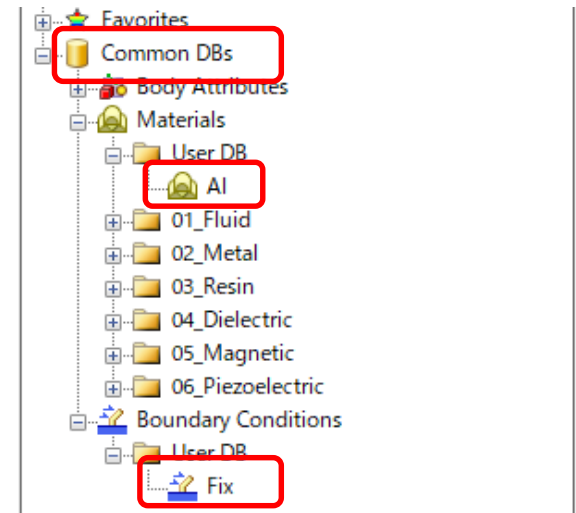 Favorites
Common DBs
Body Attributes
Materials
User DB
Al
01_Fluid
02_Metal
03_Resin
04_Dielectric
05_Magnetic
06_Piezoelectric
Boundary Conditions
User DB
Fix